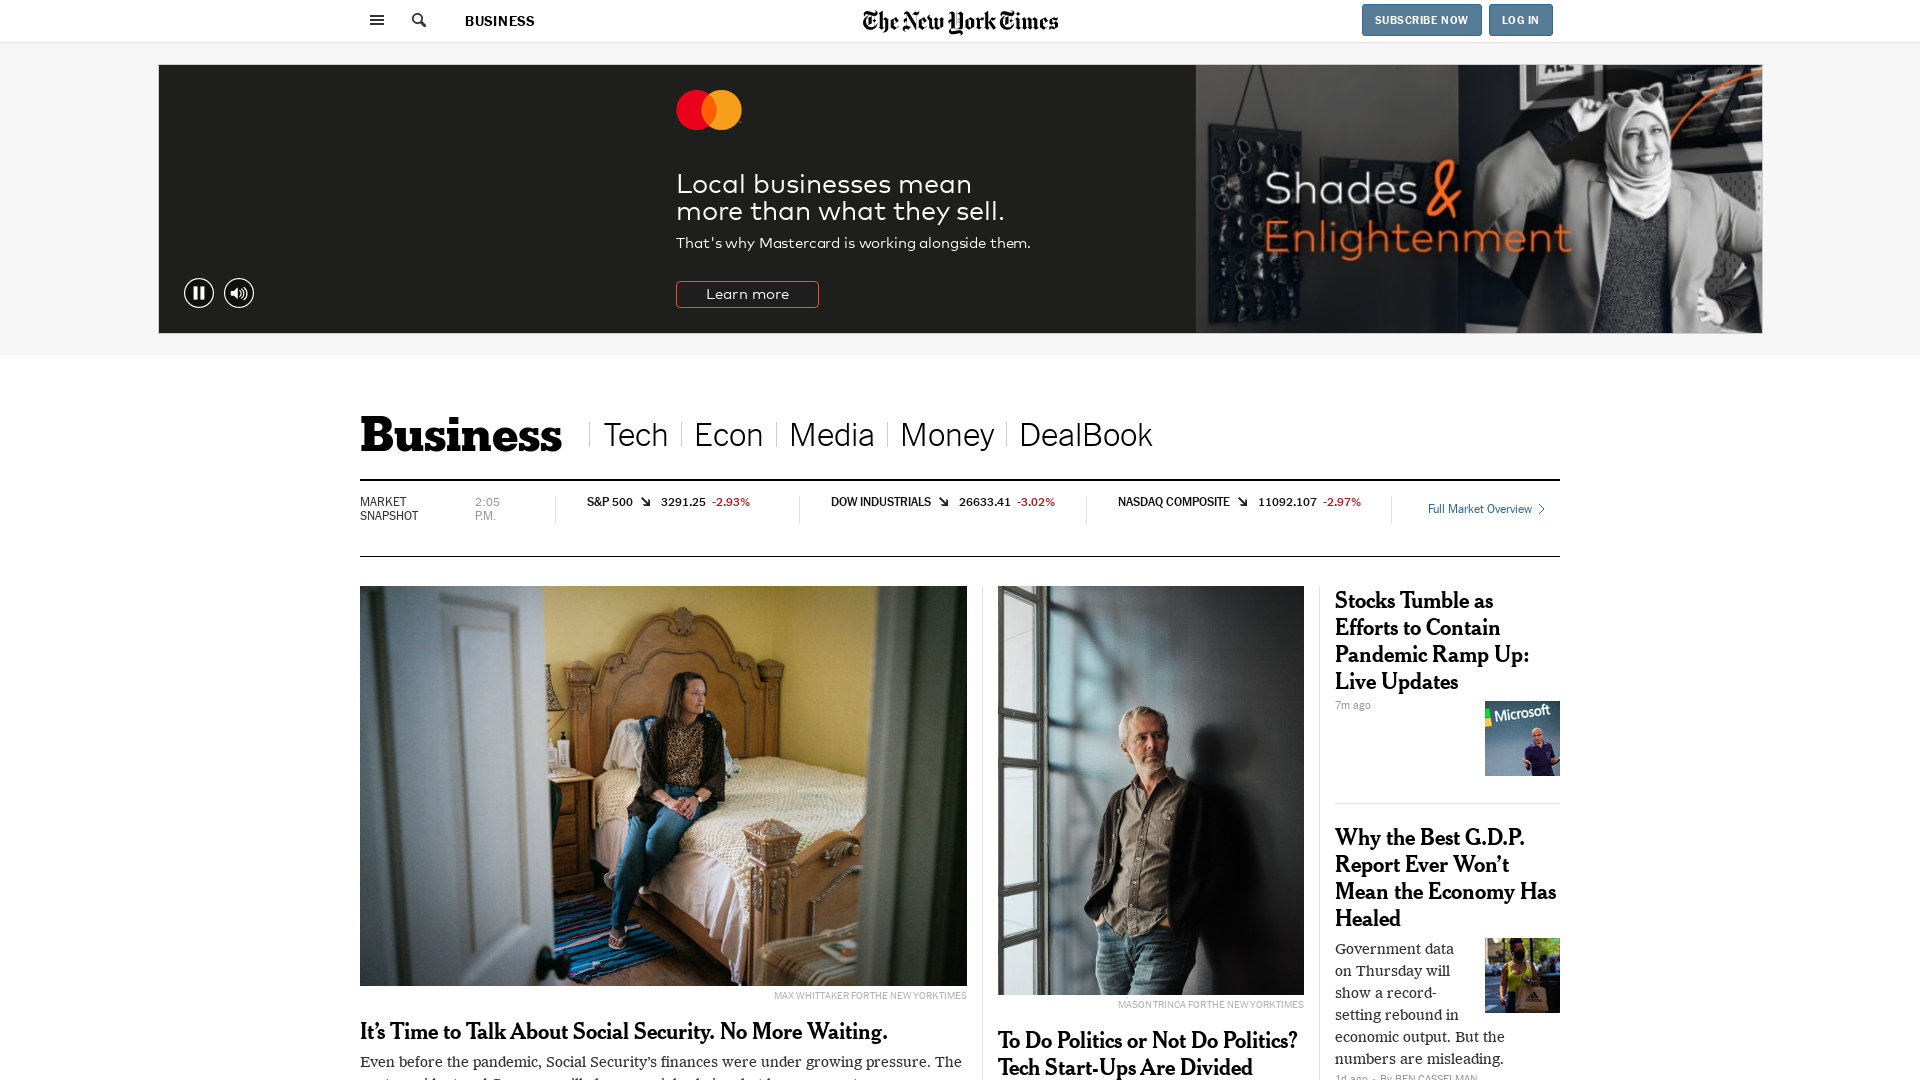 BUSINESS
The New York Times
SUBSCRIBE NOW
LOG IN
Local businesses mean
more than what they sell.
That's why Mastercard is working alongside them.
Learn more
ALL
Shades &
Enlightenment
Business
Tech
Econ
Media
Money
DealBook
MARKET
SNAPSHOT
2:05
P.M.
S&P 500 3291.25 -2.93%
DOW INDUSTRIALS 26633.41 -3.02%
NASDAQ COMPOSITE 11092.107 -2.97%
Full Market Overview
MAX WHITTAKER FOR THE NEW YORK TIMES
It’s Time to Talk About Social Security. No More Waiting.
Even before the pandemic, Social Security’s finances were under growing pressure. The
MASON TRINCA FOR THE NEW YORK TIMES
To Do Politics or Not Do Politics?
Tech Start-Ups Are Divided
Stocks Tumble as
Efforts to Contain
Pandemic Ramp Up:
Live Updates
7m ago
Microsoft
Why the Best G.D.P.
Report Ever Won’t
Mean the Economy Has
Healed
Government data
on Thursday will
show a record-
setting rebound in
economic output. But the
numbers are misleading.
1d ago · By BEN CASSELMAN